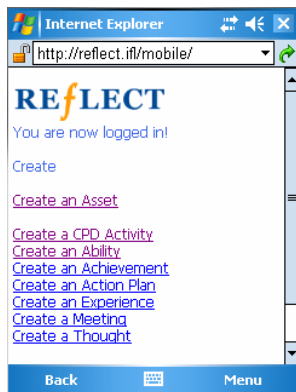 Internet Explorer
http://reflect.ifl/mobile/
REfLECT
You are now logged in!
Create
Create an Asset
Create a CPD Activity
Create an Ability
Create an Achievement
Create an Action Plan
Create an Experience
Create a Meeting
Create a Thought
Back Menu